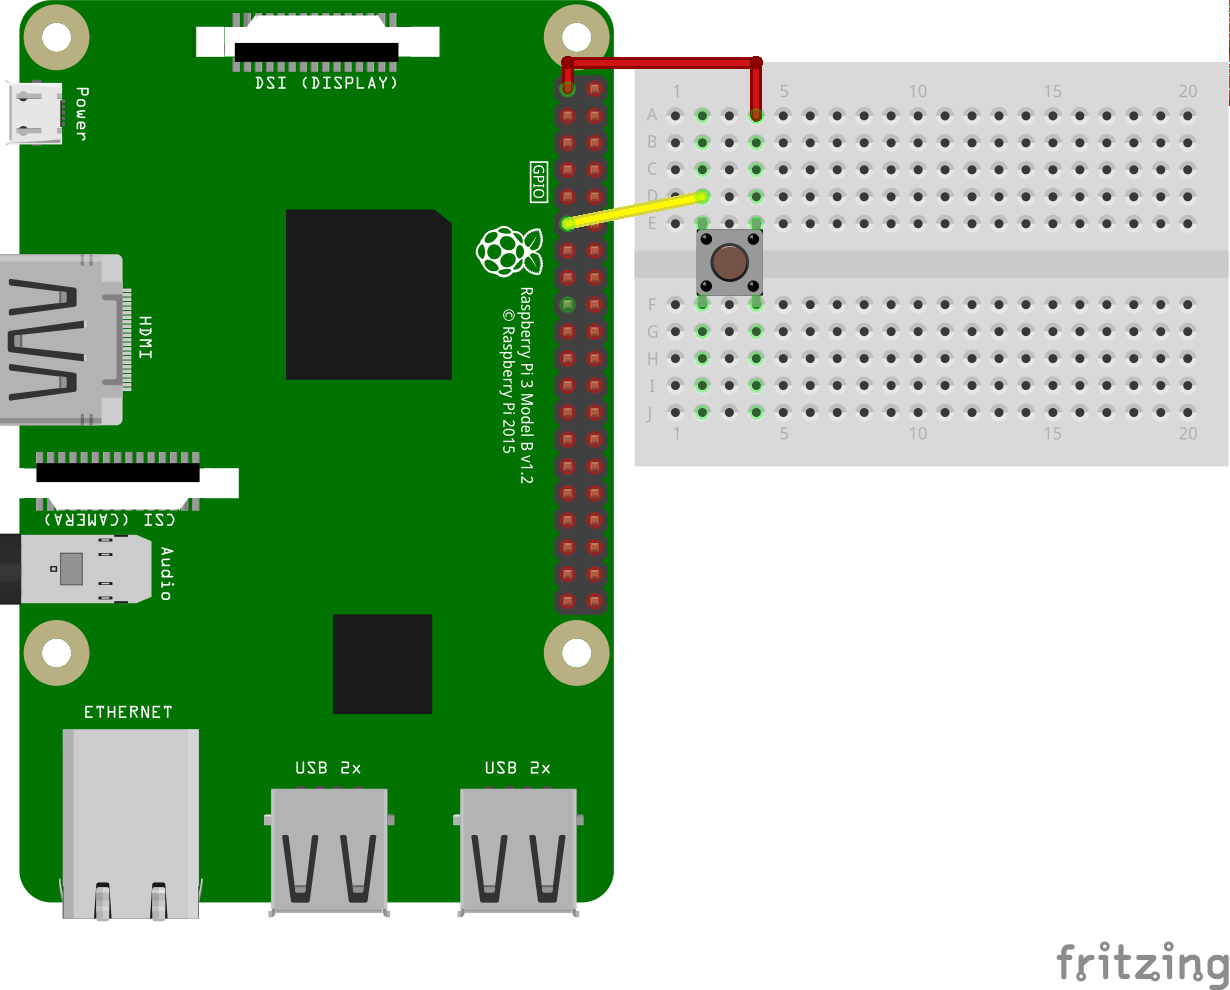 DSI (DISPLAY)
Power
1 5 10 15 20
A
B
C
D
E
GPIO
HDMI
Raspberry Pi 3 Model B v1.2
© Raspberry Pi 2015
F
G
H
I
J
1 5 10 15 20
CSI (CAMERA)
Audio
ETHERNET
USB 2x
USB 2x
fritzing